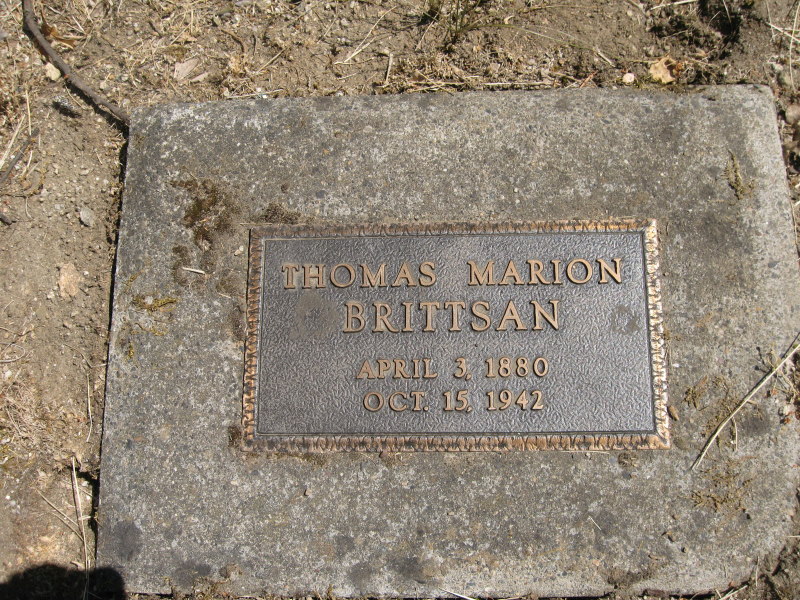 THOMAS MARION
BRITTSAN
APRIL 3, 1880
OCT. 15, 1942